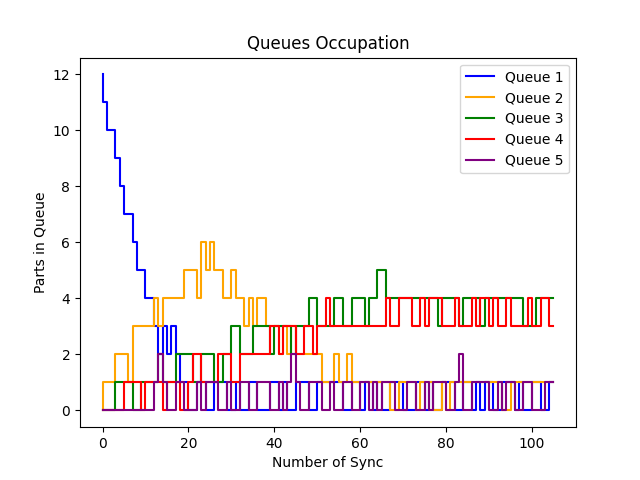 Queues Occupation
Queue 1
Queue 2
Queue 3
Queue 4
Queue 5
12
10
8
6
4
2
0
Parts in Queue
0 20 40 60 80 100
Number of Sync